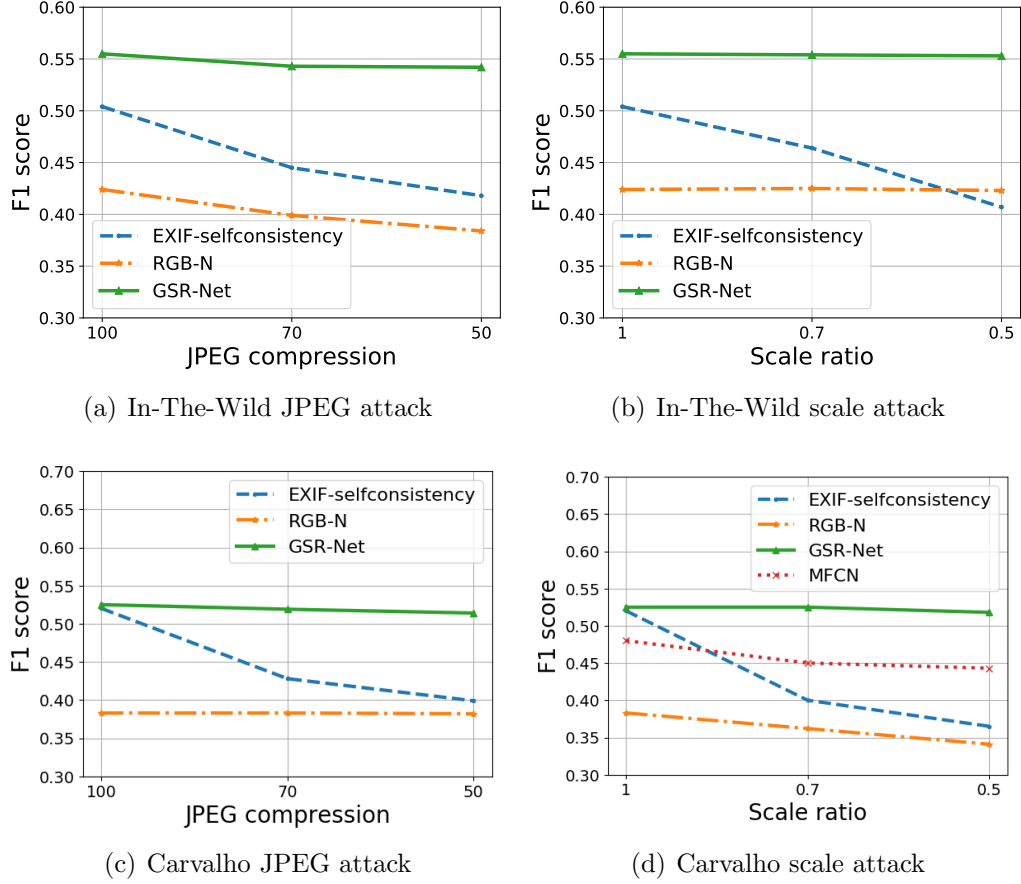 0.60
0.55
0.50
0.45
0.40
0.35
0.30
F1 score
EXIF-selfconsistency
RGB-N
GSR-Net
100 70 50
JPEG compression
(a) In-The-Wild JPEG attack
0.60
0.55
0.50
0.45
0.40
0.35
0.30
F1 score
EXIF-selfconsistency
RGB-N
GSR-Net
1 0.7 0.5
Scale ratio
(b) In-The-Wild scale attack
0.70
0.65
0.60
0.55
0.50
0.45
0.40
0.35
0.30
F1 score
EXIF-selfconsistency
RGB-N
GSR-Net
100 70 50
JPEG compression
(c) Carvalho JPEG attack
0.70
0.65
0.60
0.55
0.50
0.45
0.40
0.35
0.30
F1 score
EXIF-selfconsistency
RGB-N
GSR-Net
MFCN
1 0.7 0.5
Scale ratio
(d) Carvalho scale attack